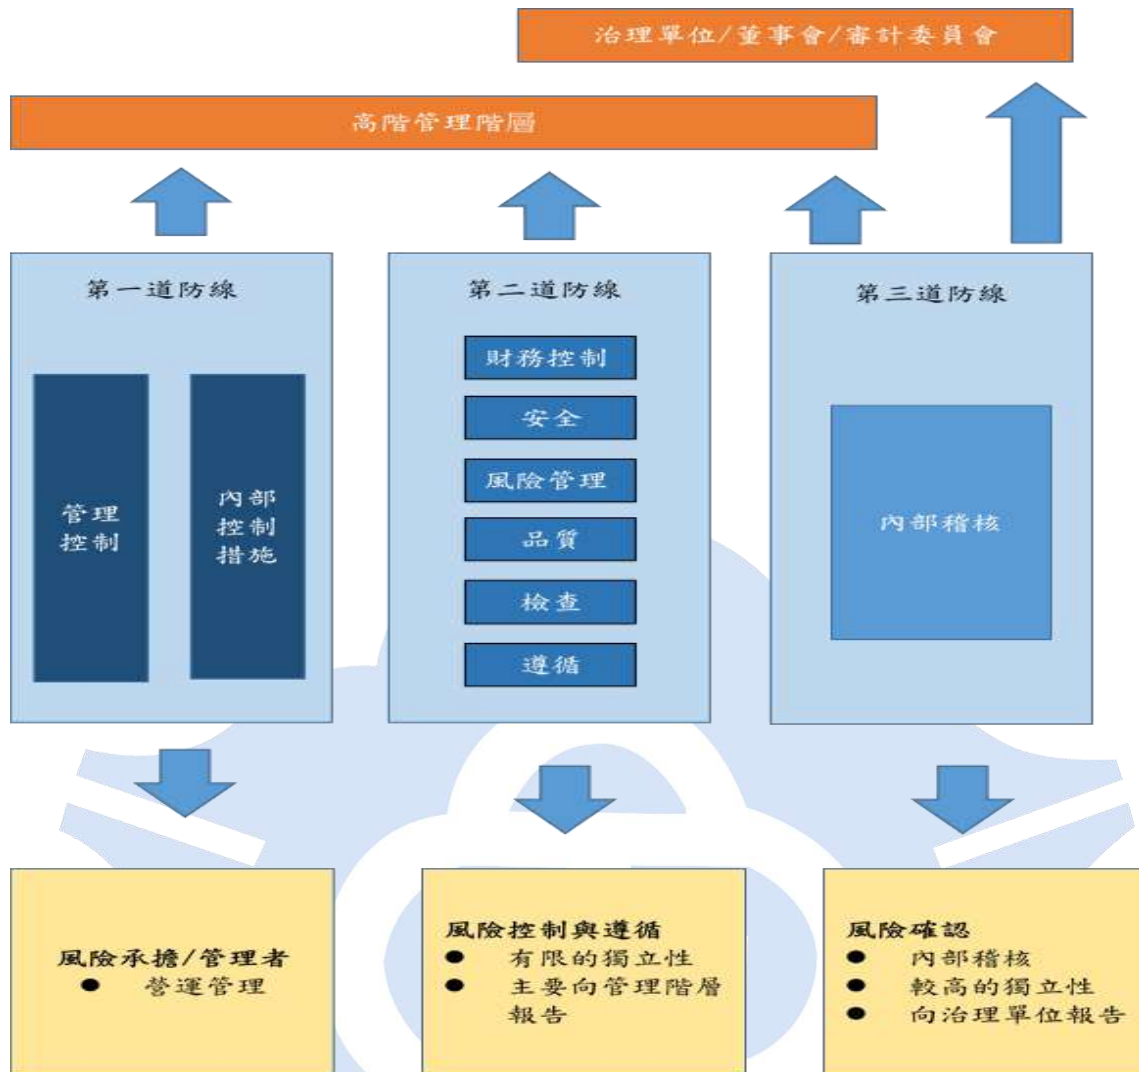 治理單位/董事會/審計委員會
高階管理階層
第一道防線
管理
控制
內部
控制
措施
第二道防線
財務控制
安全
風險管理
品質
檢查
遵循
第三道防線
內部稽核
風險承擔/管理者
● 營運管理
風險控制與遵循
● 有限的獨立性
● 主要向管理階層
報告
風險確認
● 內部稽核
● 較高的獨立性
● 向治理單位報告